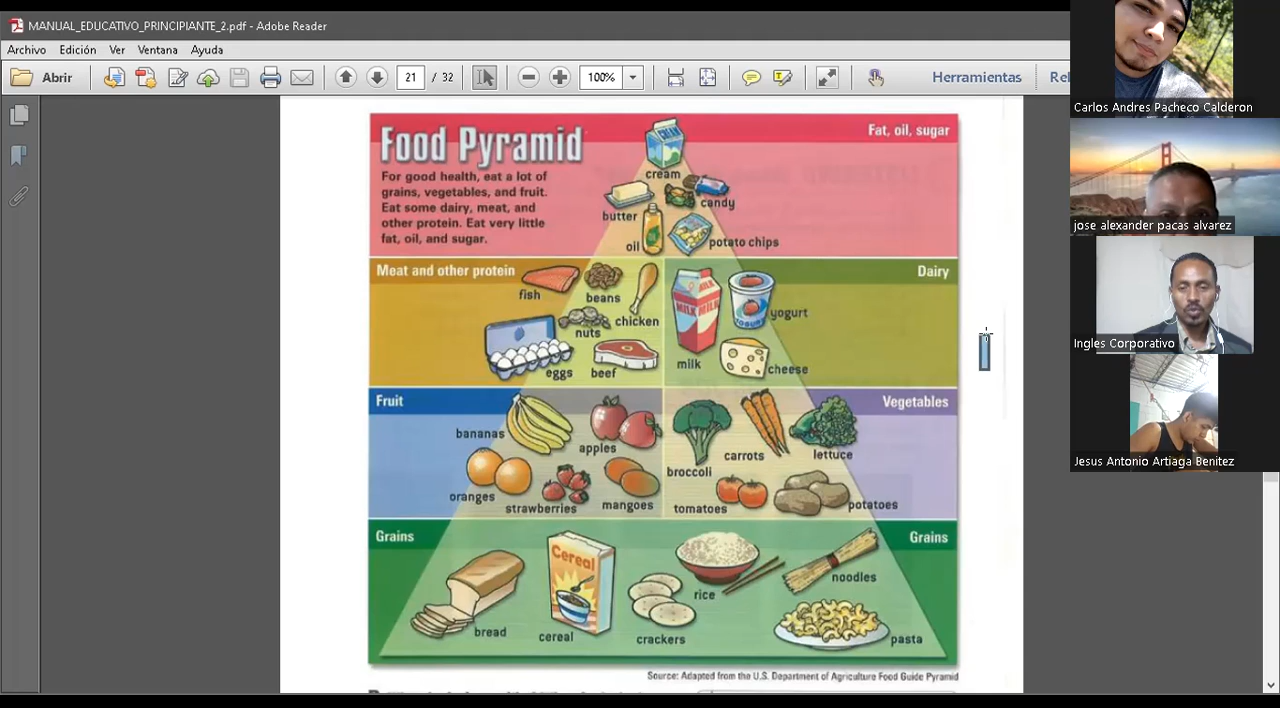 MANUAL_EDUCATIVO_PRINCIPIANTE_2.pdf - Adobe Reader
Archivo Edición Ver Ventana Ayuda
Abrir 21 / 32 100% Herramientas
Food Pyramid
For good health, eat a lot of
grains, vegetables, and fruit.
Eat some dairy, meat, and
other protein. Eat very little
fat, oil, and sugar.
Fat, oil, sugar
CREAM
cream
butter
candy
oil
potato chips
Meat and other protein
fish
beans
chicken
nuts
eggs
beef
Dairy
MILK
milk
YOGURT
yogurt
cheese
Fruit
bananas
apples
oranges
strawberries
mangoes
Vegetables
broccoli
carrots
lettuce
tomatoes
potatoes
Grains
Grains
bread
Cereal
cereal
crackers
rice
noodles
pasta
Source: Adapted from the U.S. Department of Agriculture Food Guide Pyramid
Carlos Andres Pacheco Calderon
jose alexander pacas alvarez
Ingles Corporativo
Jesus Antonio Artiaga Benitez